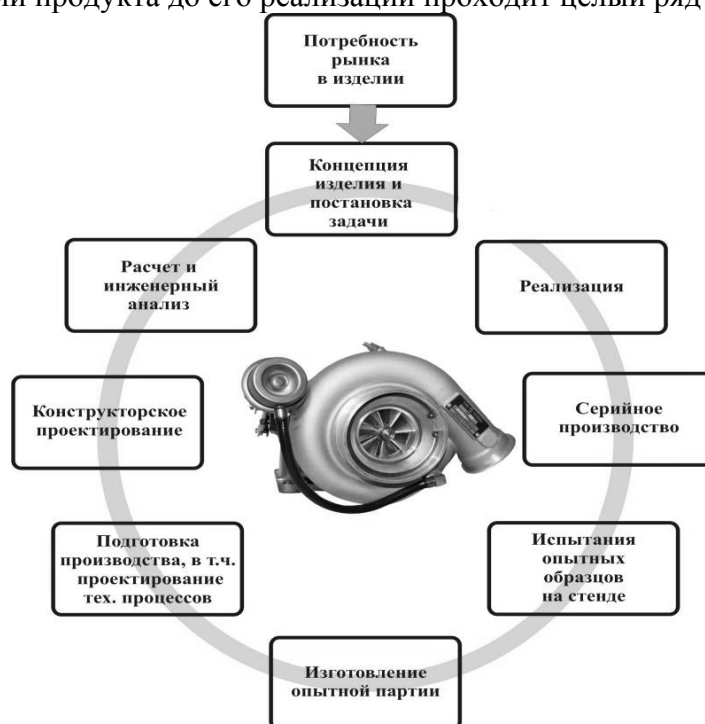 продукта до его реализации проходит целый ряд
Потребность
рынка
в изделии
Концепция
изделия и
постановка
задачи
Расчет и
инженерный
анализ
Реализация
Конструкторское
проектирование
Серийное
производство
Подготовка
производства, в т.ч.
проектирование
тех. процессов
Испытания
опытных
образцов
на стенде
Изготовление
опытной партии